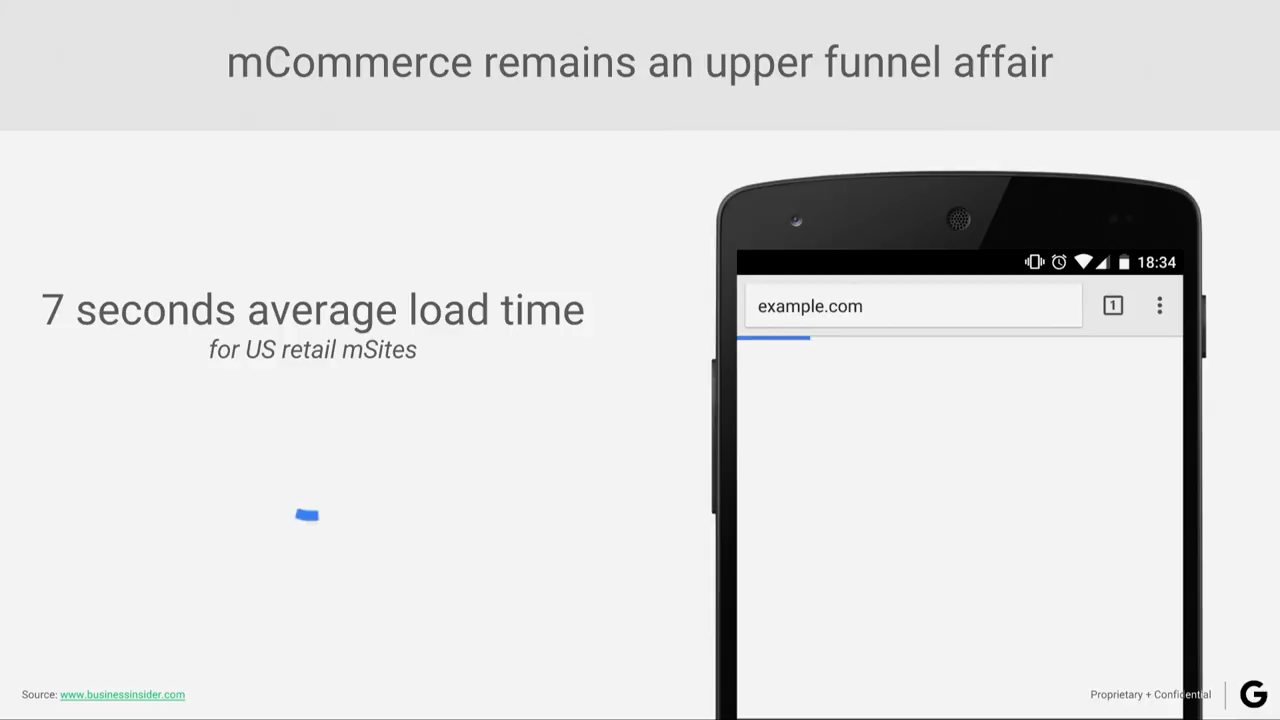 mCommerce remains an upper funnel affair
18:34
example.com
1
7 seconds average load time
for US retail mSites
Source: www.businessinsider.com
Proprietary + Confidential
G